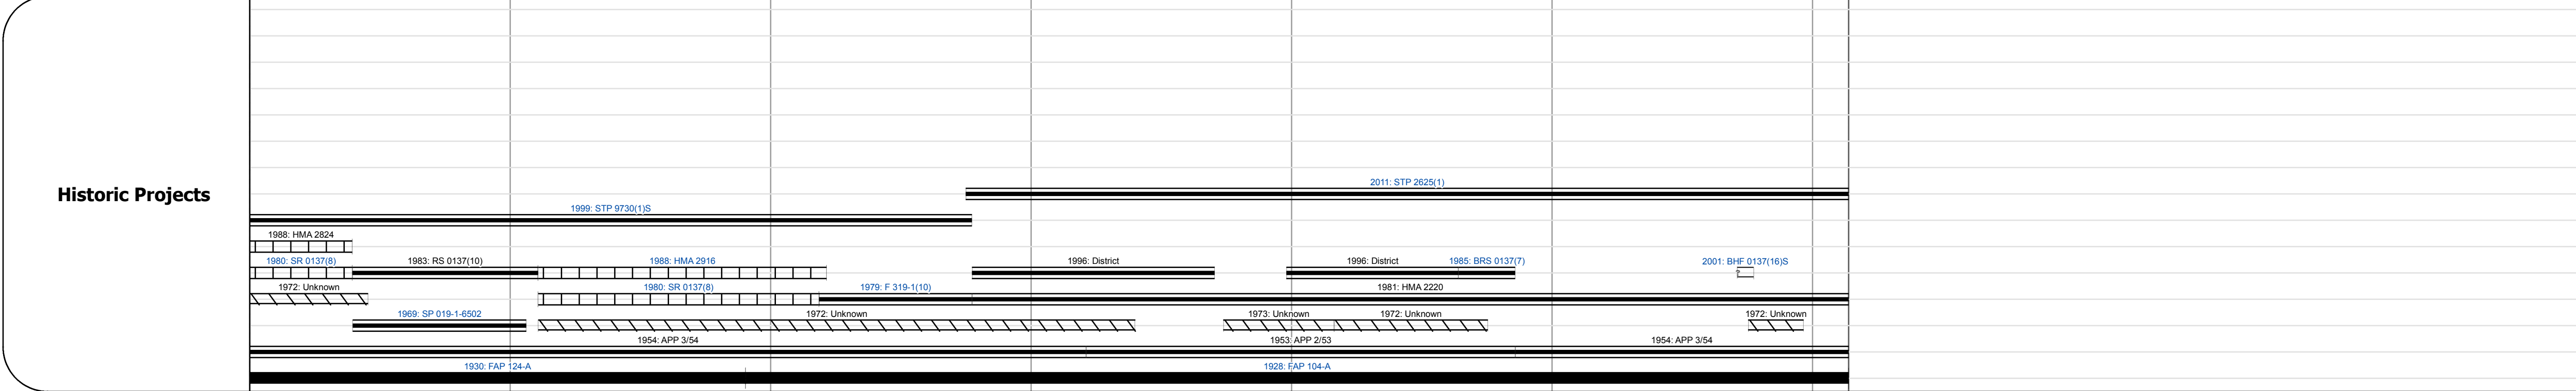 2011: STP 2625(1)
Historic Projects
1999: STP 9730(1)S
1988: HMA 2824
1980: SR 0137(8) 1983: RS 0137(10) 1988: HMA 2916 1996: District 1996: District 1985: BRS 0137(7) 2001: BHF 0137(16)S
?
1972: Unknown 1980: SR 0137(8) 1979: F 319-1(10) 1981: HMA 2220
1969: SP 019-1-6502 1972: Unknown 1973: Unknown 1972: Unknown 1972: Unknown
1954: APP 3/54 1953: APP 2/53 1954: APP 3/54
1930: FAP 124-A 1928: FAP 104-A